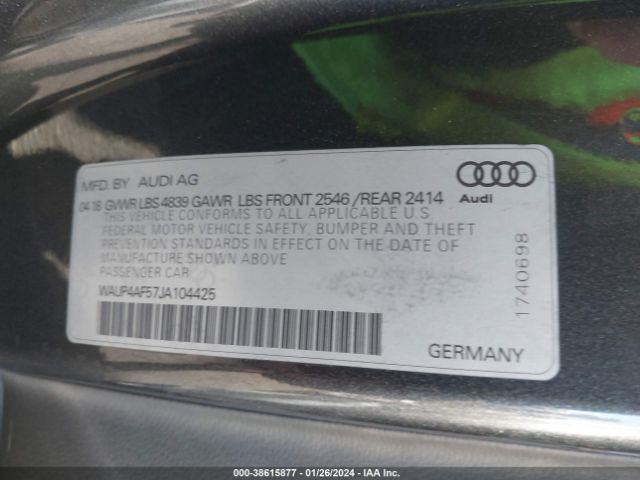 MFD. BY AUDI AG
04 18 GVWR LBS 4839 GAWR LBS FRONT 2546 / REAR 2414
THIS VEHICLE CONFORMS TO ALL APPLICABLE U.S
FEDERAL MOTOR VEHICLE SAFETY, BUMPER AND THEFT
PREVENTION STANDARDS IN EFFECT ON THE DATE OF
MANUFACTURE SHOWN ABOVE
PASSENGER CAR
WAUP4AF57JA104425
Audi
1740698
GERMANY
000-38615877 | 01/26/2024 | IAA Inc.